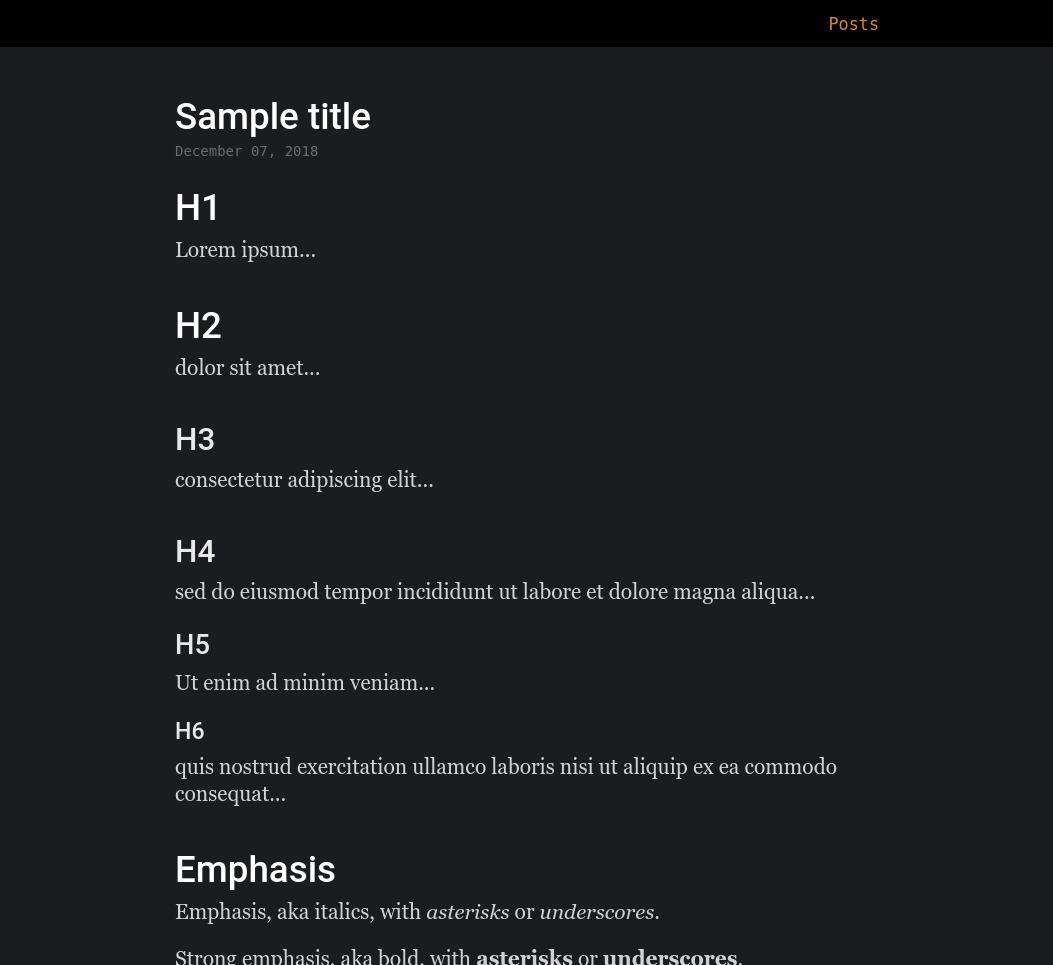 Posts
Sample title
December 07, 2018
H1
Lorem ipsum...
H2
dolor sit amet...
H3
consectetur adipiscing elit...
H4
sed do eiusmod tempor incididunt ut labore et dolore magna aliqua...
H5
Ut enim ad minim veniam...
H6
quis nostrud exercitation ullamco laboris nisi ut aliquip ex ea commodo
consequat...
Emphasis
Emphasis, aka italics, with asterisks or underscores.
Strong emphasis, aka bold, with asterisks or underscores.